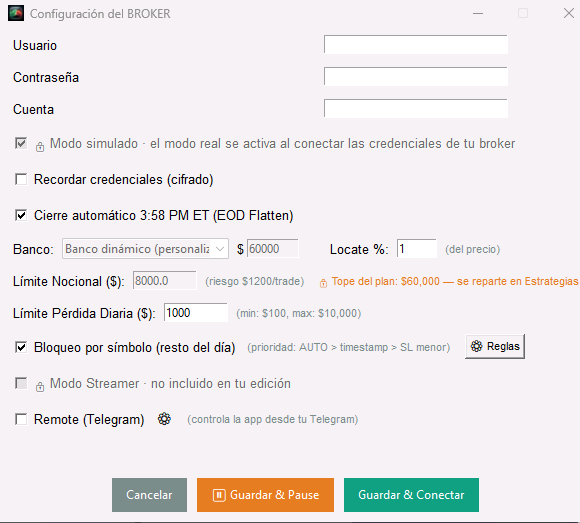 Configuración del BROKER
Usuario
Contraseña
Cuenta
Modo simulado · el modo real se activa al conectar las credenciales de tu broker
Recordar credenciales (cifrado)
Cierre automático 3:58 PM ET (EOD Flatten)
Banco: Banco dinámico (personaliz $ 60000 Locate %: 1 (del precio)
Límite Nocional ($): 8000.0 (riesgo $1200/trade) Tope del plan: $60,000 — se reparte en Estrategias
Límite Pérdida Diaria ($): 1000 (min: $100, max: $10,000)
Bloqueo por símbolo (resto del día) (prioridad: AUTO > timestamp > SL menor) Reglas
Modo Streamer · no incluido en tu edición
Remote (Telegram) (controla la app desde tu Telegram)
Cancelar Guardar & Pause Guardar & Conectar